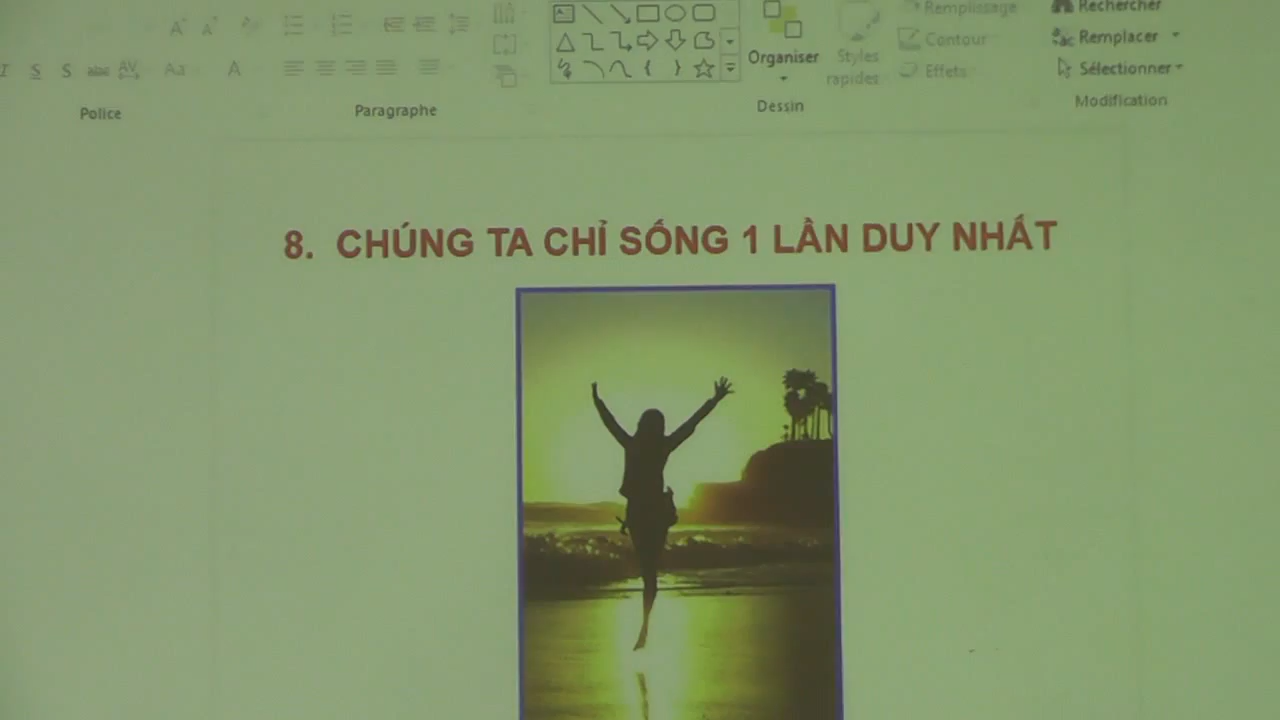 Remplissage
Rechercher
Contour
Remplacer
Organiser
Styles
rapides
Effets
Sélectionner
Police
Paragraphe
Dessin
Modification
8. CHÚNG TA CHỈ SỐNG 1 LẦN DUY NHẤT